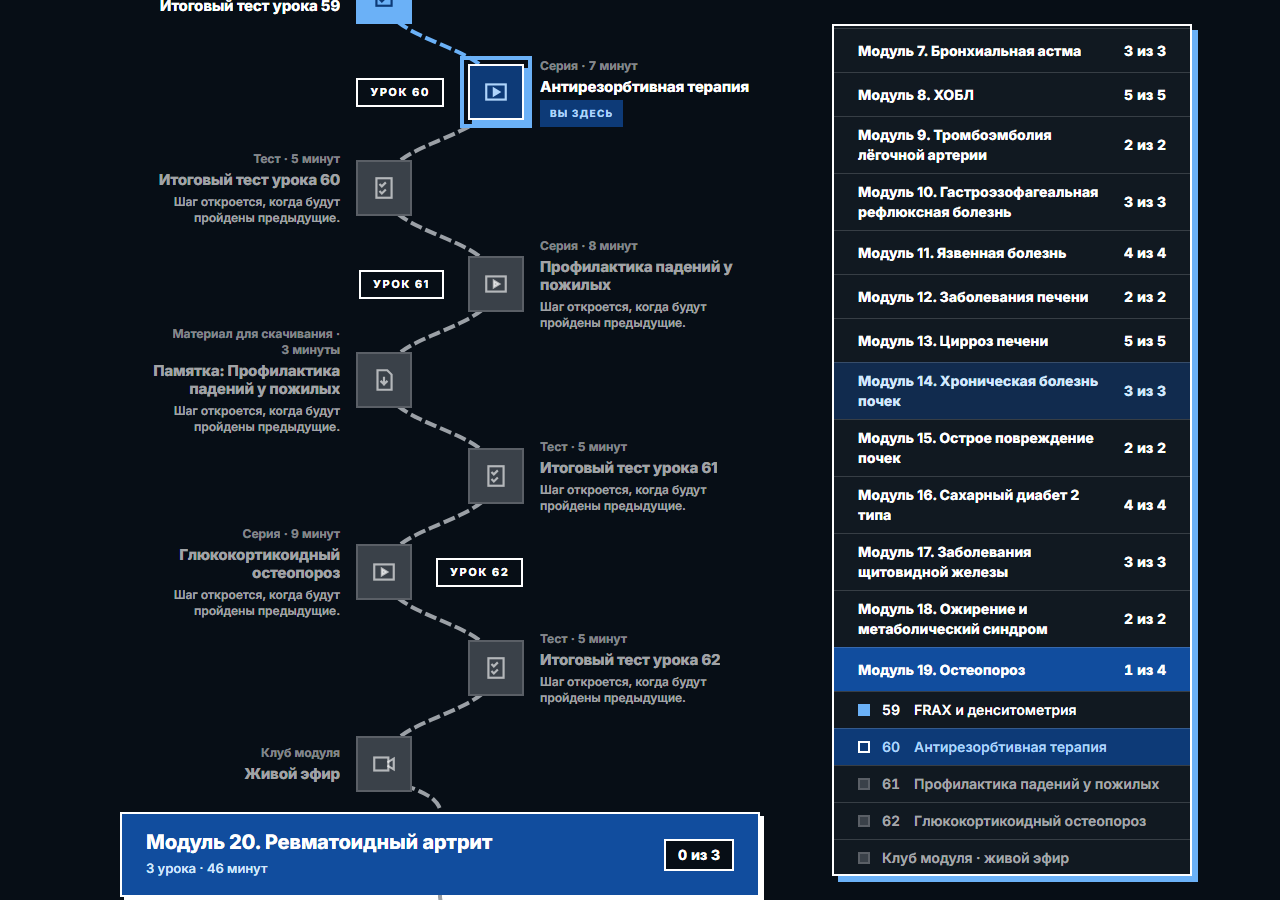 Итоговый тест урока 59
УРОК 60
Серия · 7 минут
Антирезорбтивная терапия
ВЫ ЗДЕСЬ
Тест · 5 минут
Итоговый тест урока 60
Шаг откроется, когда будут
пройдены предыдущие.
УРОК 61
Серия · 8 минут
Профилактика падений у
пожилых
Шаг откроется, когда будут
пройдены предыдущие.
Материал для скачивания ·
3 минуты
Памятка: Профилактика
падений у пожилых
Шаг откроется, когда будут
пройдены предыдущие.
Тест · 5 минут
Итоговый тест урока 61
Шаг откроется, когда будут
пройдены предыдущие.
Серия · 9 минут
Глюкокортикоидный
остеопороз
Шаг откроется, когда будут
пройдены предыдущие.
УРОК 62
Тест · 5 минут
Итоговый тест урока 62
Шаг откроется, когда будут
пройдены предыдущие.
Клуб модуля
Живой эфир
Модуль 20. Ревматоидный артрит
3 урока · 46 минут
0 из 3
Модуль 7. Бронхиальная астма 3 из 3
Модуль 8. ХОБЛ 5 из 5
Модуль 9. Тромбоэмболия
лёгочной артерии 2 из 2
Модуль 10. Гастроэзофагеальная
рефлюксная болезнь 3 из 3
Модуль 11. Язвенная болезнь 4 из 4
Модуль 12. Заболевания печени 2 из 2
Модуль 13. Цирроз печени 5 из 5
Модуль 14. Хроническая болезнь
почек 3 из 3
Модуль 15. Острое повреждение
почек 2 из 2
Модуль 16. Сахарный диабет 2
типа 4 из 4
Модуль 17. Заболевания
щитовидной железы 3 из 3
Модуль 18. Ожирение и
метаболический синдром 2 из 2
Модуль 19. Остеопороз 1 из 4
59 FRAX и денситометрия
60 Антирезорбтивная терапия
61 Профилактика падений у пожилых
62 Глюкокортикоидный остеопороз
Клуб модуля · живой эфир